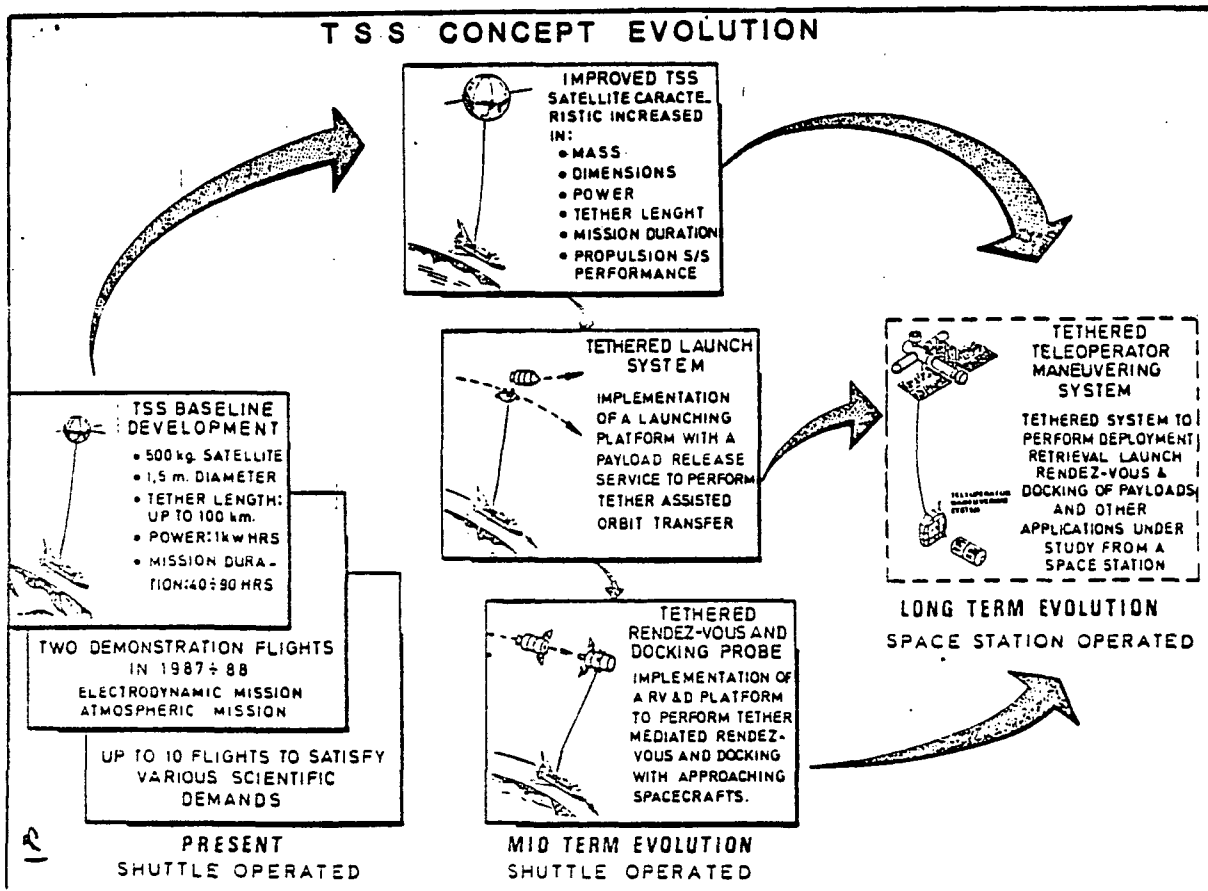 TSS CONCEPT EVOLUTION
TSS BASELINE
DEVELOPMENT
• 500 kg. SATELLITE
• 1,5 m. DIAMETER
• TETHER LENGTH:
UP TO 100 km.
• POWER: 1kw HRS
• MISSION DURA-
TION:40÷90 HRS
TWO DEMONSTRATION FLIGHTS
IN 1987÷88
ELECTRODYNAMIC MISSION
ATMOSPHERIC MISSION
UP TO 10 FLIGHTS TO SATISFY
VARIOUS SCIENTIFIC
DEMANDS
PRESENT
SHUTTLE OPERATED
IMPROVED TSS
SATELLITE CARACTE-
RISTIC INCREASED
IN:
• MASS
• DIMENSIONS
• POWER
• TETHER LENGHT
• MISSION DURATION
• PROPULSION S/S
PERFORMANCE
TETHERED LAUNCH
SYSTEM
IMPLEMENTATION
OF A LAUNCHING
PLATFORM WITH A
PAYLOAD RELEASE
SERVICE TO PERFORM
TETHER ASSISTED
ORBIT TRANSFER
TETHERED
RENDEZ-VOUS AND
DOCKING PROBE
IMPLEMENTATION OF
A RV&D PLATFORM
TO PERFORM TETHER
MEDIATED RENDEZ-
VOUS AND DOCKING
WITH APPROACHING
SPACECRAFTS.
MID TERM EVOLUTION
SHUTTLE OPERATED
TETHERED
TELEOPERATOR
MANEUVERING
SYSTEM
TETHERED SYSTEM TO
PERFORM DEPLOYMENT
RETRIEVAL LAUNCH
RENDEZ-VOUS &
DOCKING OF PAYLOADS
AND OTHER
APPLICATIONS UNDER
STUDY FROM A
SPACE STATION
TELEOPERATOR
MANEUVERING
SYSTEM
LONG TERM EVOLUTION
SPACE STATION OPERATED